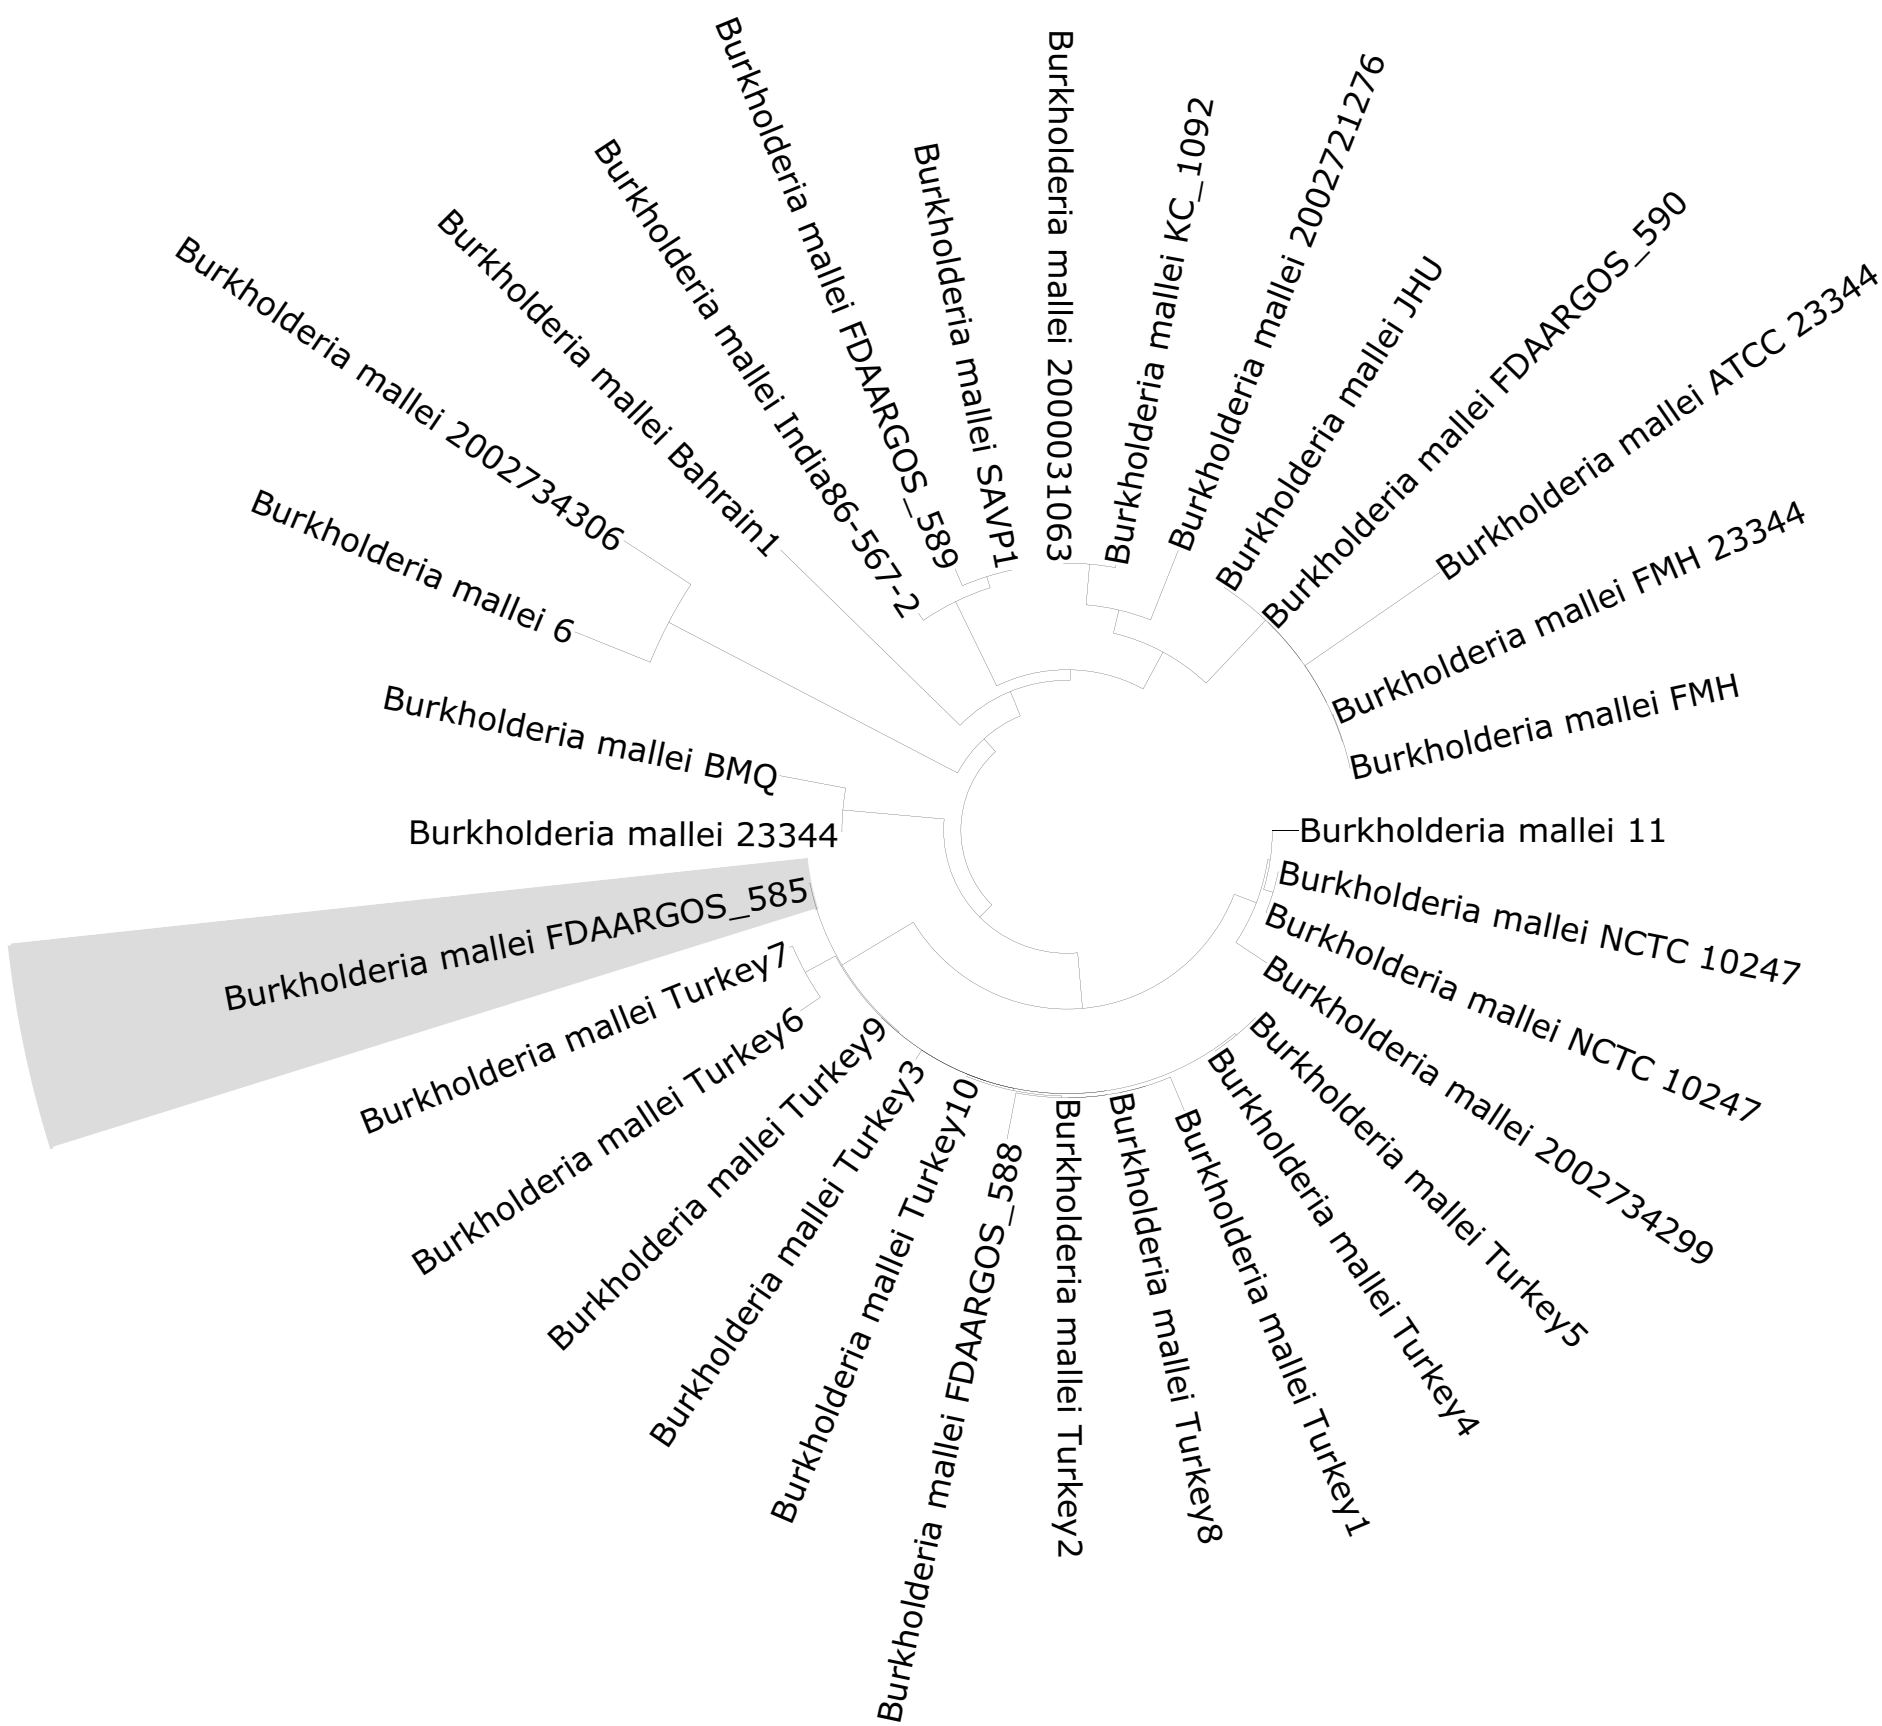 Burkholderia mallei 2000031063
Burkholderia mallei KC_1092
Burkholderia mallei 2002721276
Burkholderia mallei JHU
Burkholderia mallei FDAARGOS_590
Burkholderia mallei ATCC 23344
Burkholderia mallei FMH 23344
Burkholderia mallei FMH
Burkholderia mallei 11
Burkholderia mallei NCTC 10247
Burkholderia mallei NCTC 10247
Burkholderia mallei 2002734299
Burkholderia mallei Turkey5
Burkholderia mallei Turkey4
Burkholderia mallei Turkey1
Burkholderia mallei Turkey8
Burkholderia mallei Turkey2
Burkholderia mallei FDAARGOS_588
Burkholderia mallei Turkey10
Burkholderia mallei Turkey3
Burkholderia mallei Turkey9
Burkholderia mallei Turkey6
Burkholderia mallei Turkey7
Burkholderia mallei FDAARGOS_585
Burkholderia mallei 23344
Burkholderia mallei BMQ
Burkholderia mallei 6
Burkholderia mallei 2002734306
Burkholderia mallei Bahrain1
Burkholderia mallei India86-567-2
Burkholderia mallei FDAARGOS_589
Burkholderia mallei SAVP1